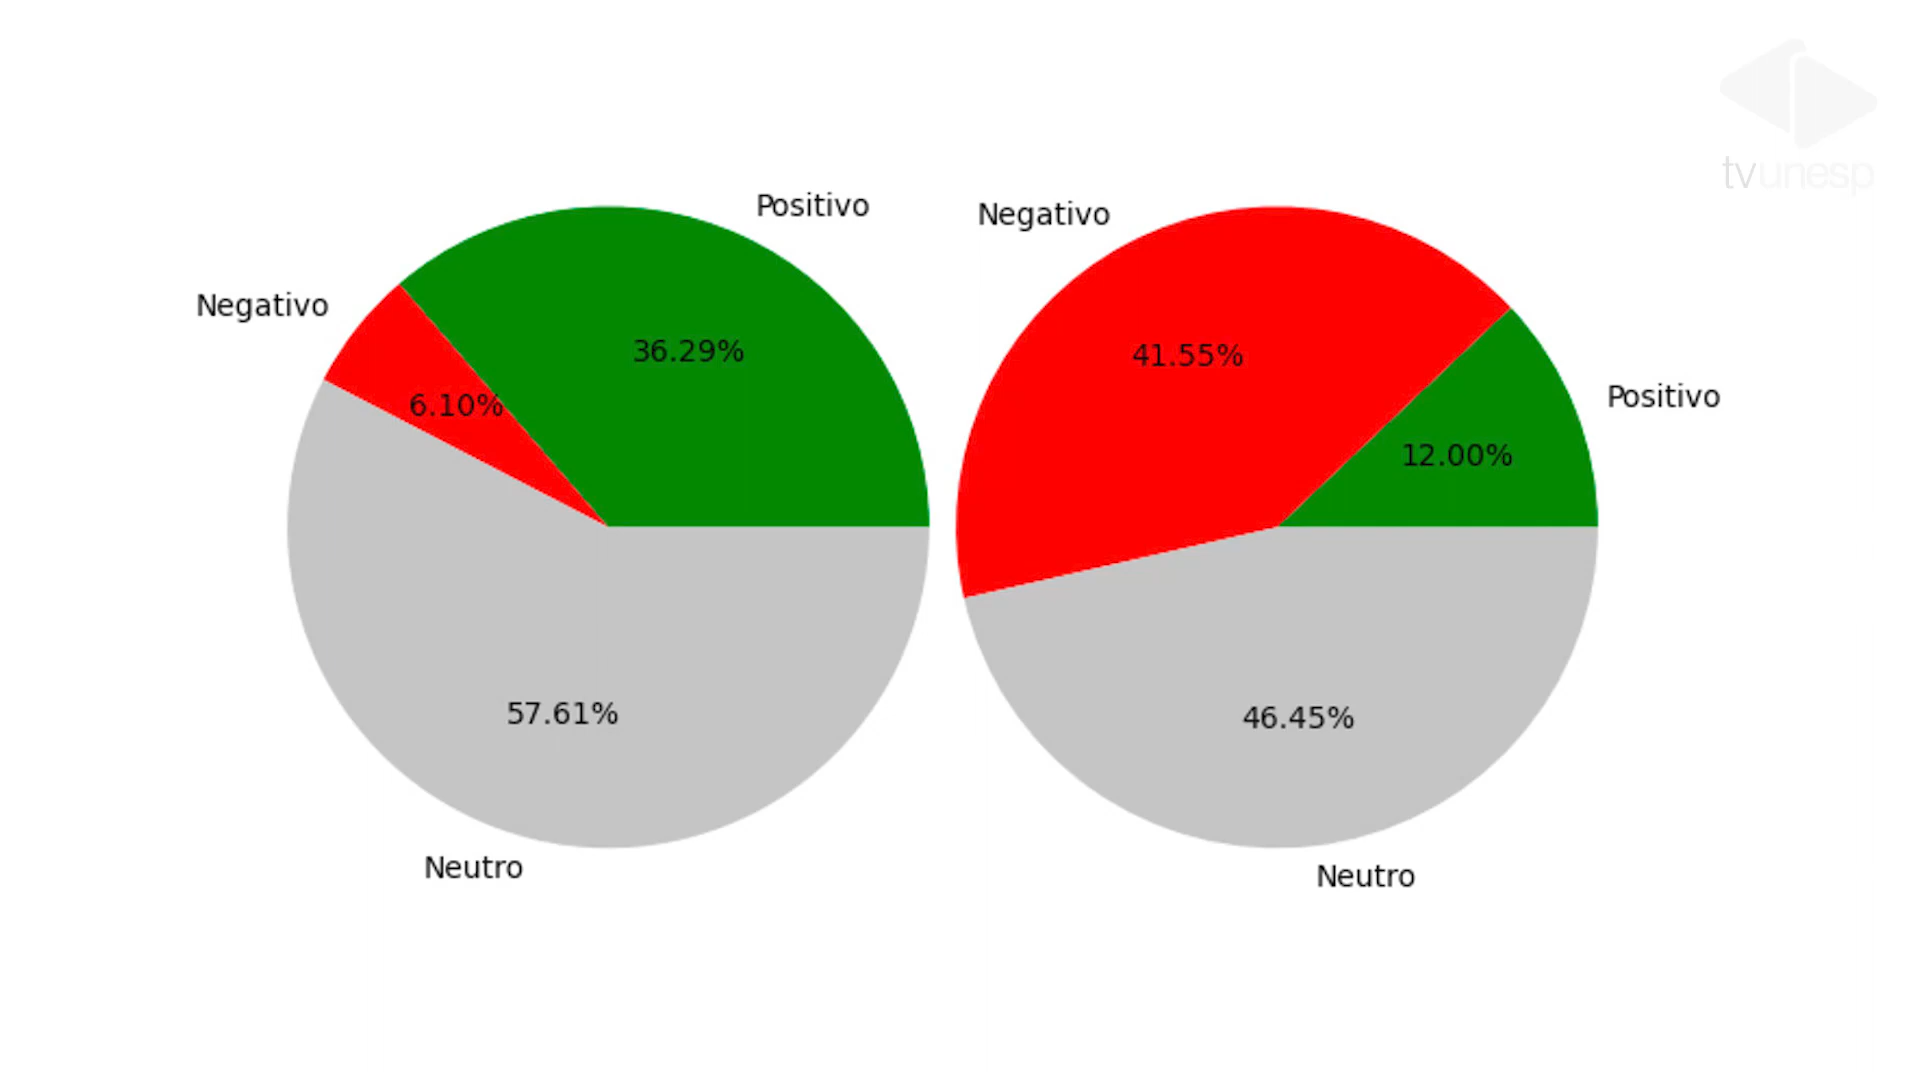 tvunesp
Positivo
Negativo
36.29%
6.10%
57.61%
Neutro
Negativo
41.55%
Positivo
12.00%
46.45%
Neutro